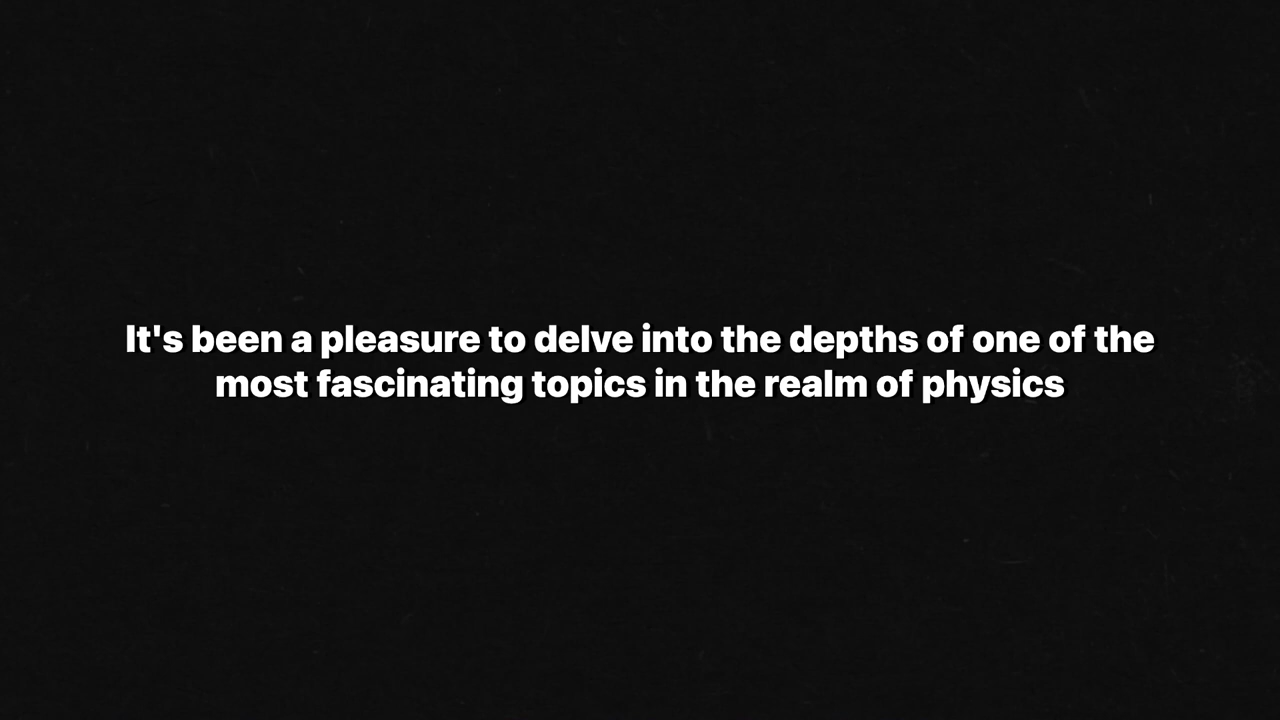 It's been a pleasure to delve into the depths of one of the
most fascinating topics in the realm of physics